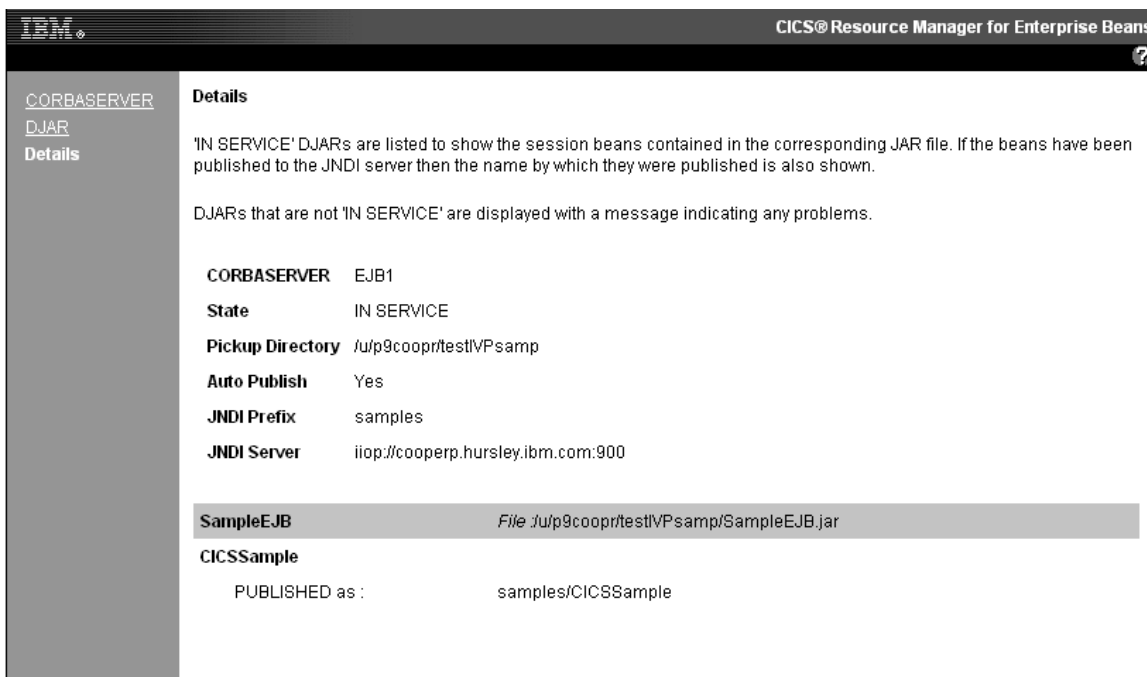 IBM®
CICS® Resource Manager for Enterprise Beans
?
CORBASERVER
DJAR
Details
Details
'IN SERVICE' DJARs are listed to show the session beans contained in the corresponding JAR file. If the beans have been
published to the JNDI server then the name by which they were published is also shown.
DJARs that are not 'IN SERVICE' are displayed with a message indicating any problems.
CORBASERVER EJB1
State IN SERVICE
Pickup Directory /u/p9coopr/testIVPsamp
Auto Publish Yes
JNDI Prefix samples
JNDI Server iiop://cooperp.hursley.ibm.com:900
SampleEJB File :/u/p9coopr/testIVPsamp/SampleEJB.jar
CICSSample
PUBLISHED as : samples/CICSSample